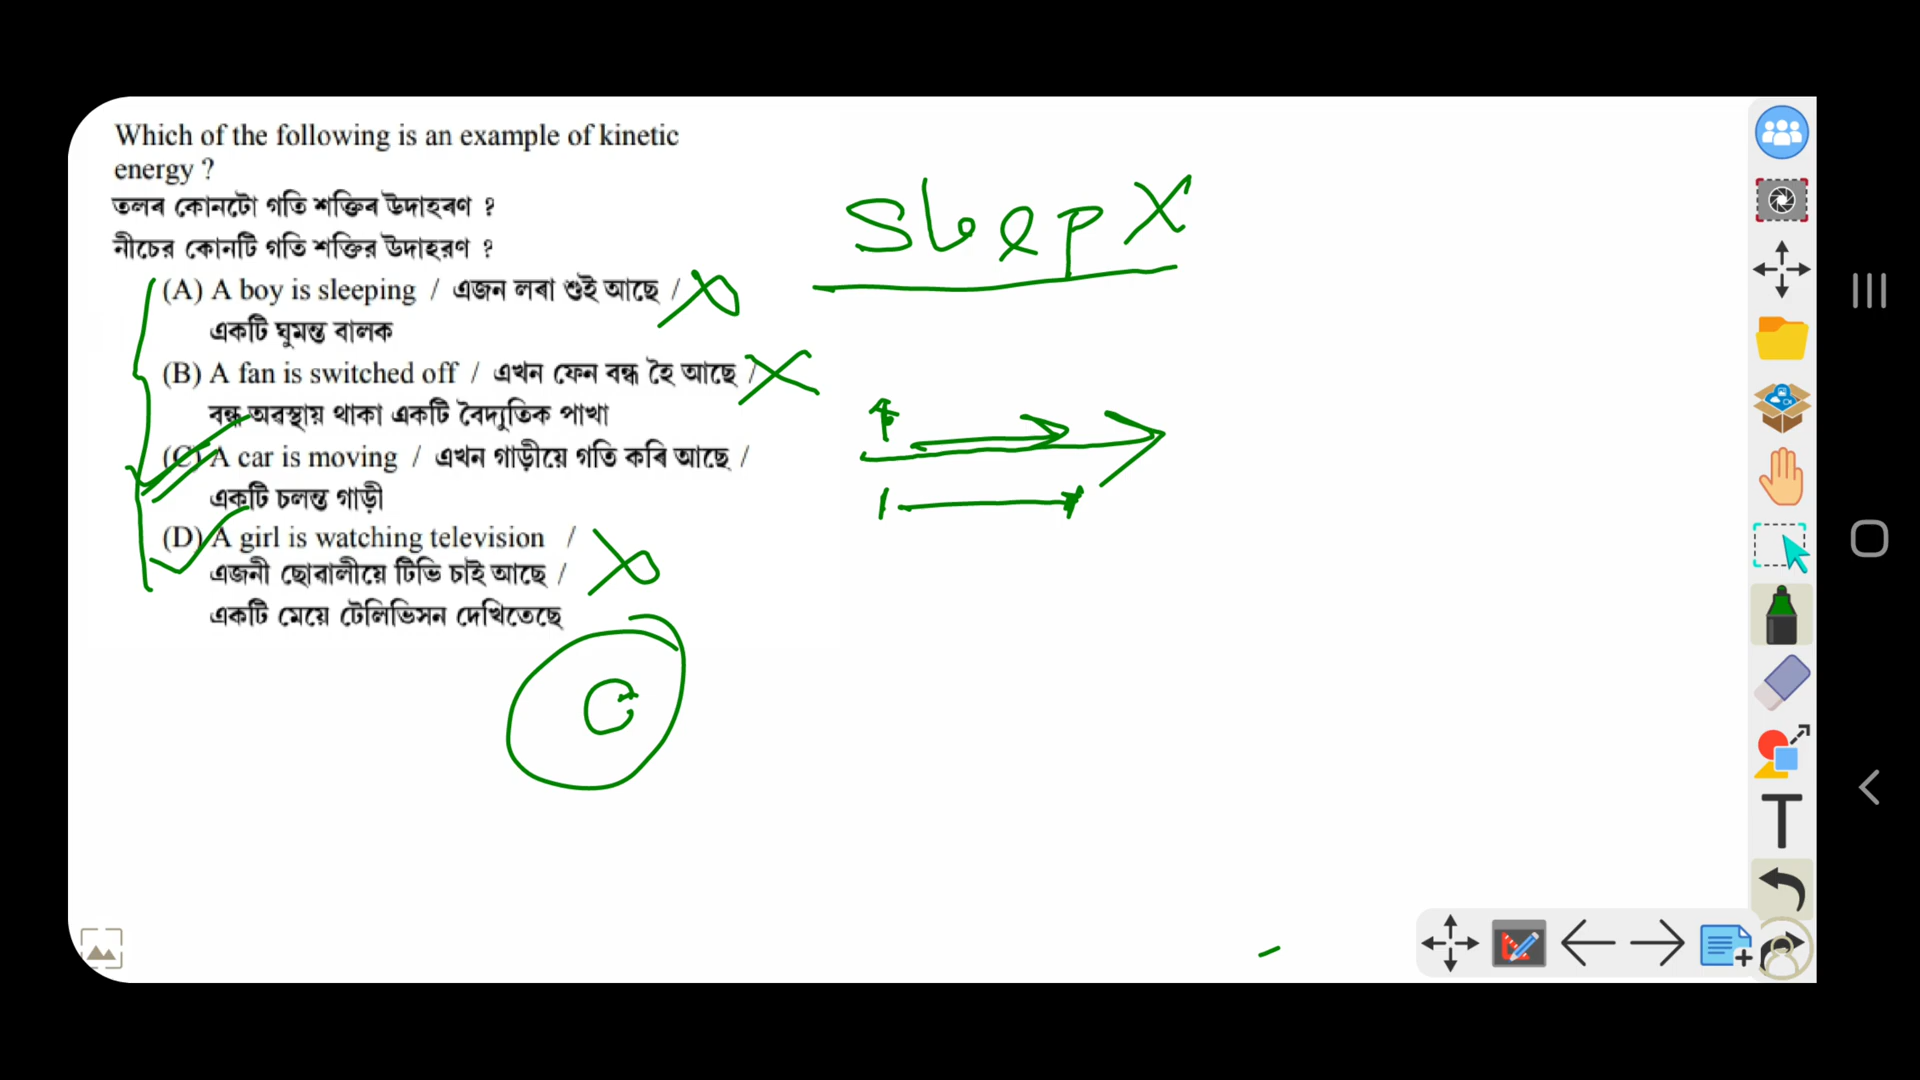 Which of the following is an example of kinetic
energy ?
তলৰ কোনটো গতি শক্তিৰ উদাহৰণ ?
নীচের কোনটি গতি শক্তির উদাহরণ ?
(A) A boy is sleeping / এজন লৰা শুই আছে /
একটি ঘুমন্ত বালক
(B) A fan is switched off / এখন ফেন বন্ধ হৈ আছে /
বন্ধ অবস্থায় থাকা একটি বৈদ্যুতিক পাখা
(C) A car is moving / এখন গাড়ীয়ে গতি কৰি আছে /
একটি চলন্ত গাড়ী
(D) A girl is watching television /
এজনী ছোৱালীয়ে টিভি চাই আছে /
একটি মেয়ে টেলিভিসন দেখিতেছে
Sleep X
C